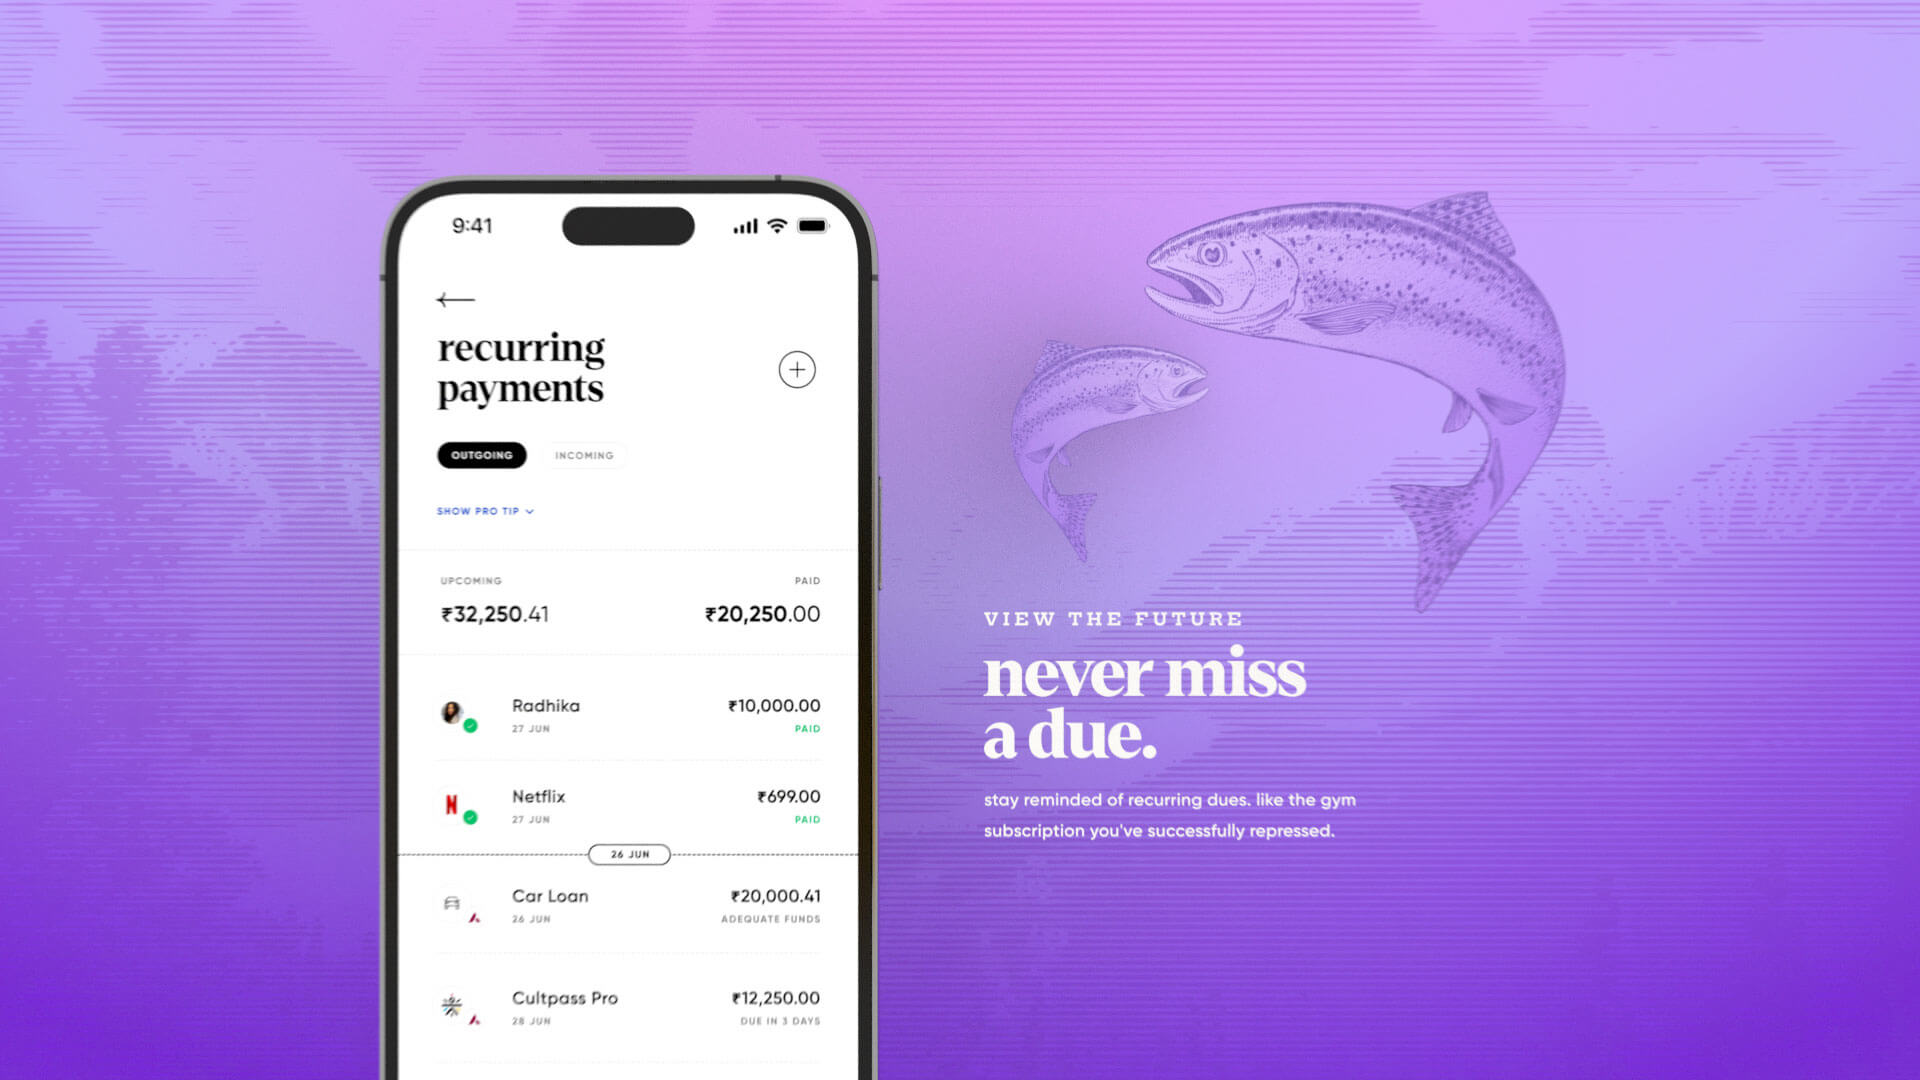 9:41
recurring
payments
OUTGOING INCOMING
SHOW PRO TIP
UPCOMING PAID
₹32,250.41 ₹20,250.00
Radhika ₹10,000.00
27 JUN PAID
Netflix ₹699.00
27 JUN PAID
26 JUN
Car Loan ₹20,000.41
26 JUN ADEQUATE FUNDS
Cultpass Pro ₹12,250.00
28 JUN DUE IN 3 DAYS
VIEW THE FUTURE
never miss
a due.
stay reminded of recurring dues. like the gym
subscription you've successfully repressed.